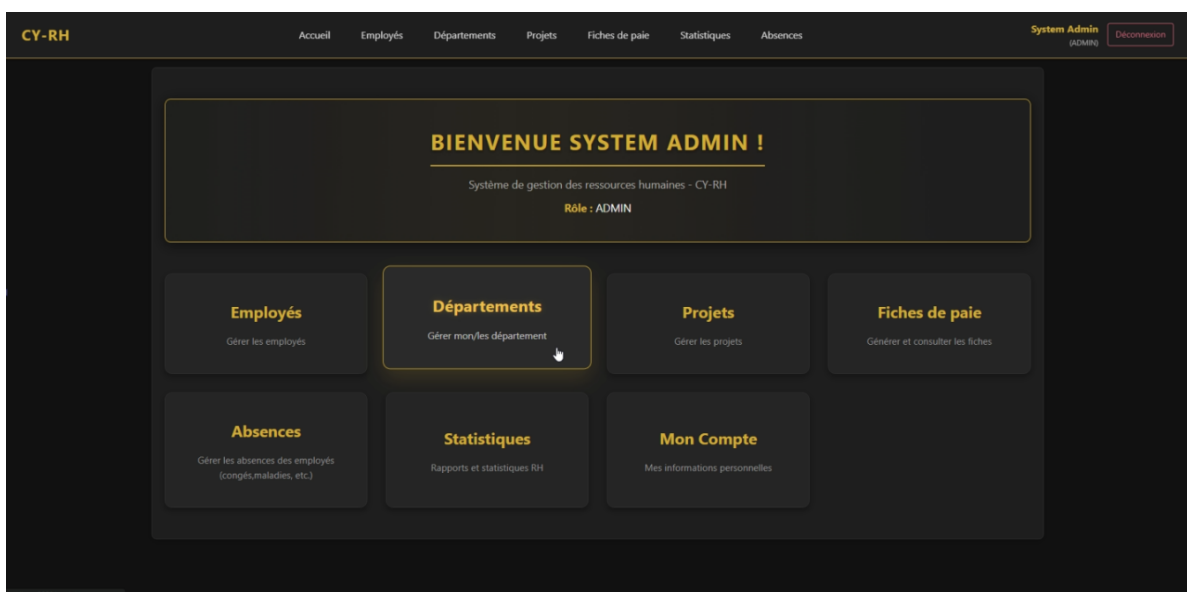 CY-RH
Accueil Employés Départements Projets Fiches de paie Statistiques Absences
System Admin
(ADMIN)
Déconnexion
BIENVENUE SYSTEM ADMIN !
Système de gestion des ressources humaines - CY-RH
Rôle : ADMIN
Employés
Gérer les employés
Départements
Gérer mon/les département
Projets
Gérer les projets
Fiches de paie
Générer et consulter les fiches
Absences
Gérer les absences des employés
(congés,maladies, etc.)
Statistiques
Rapports et statistiques RH
Mon Compte
Mes informations personnelles